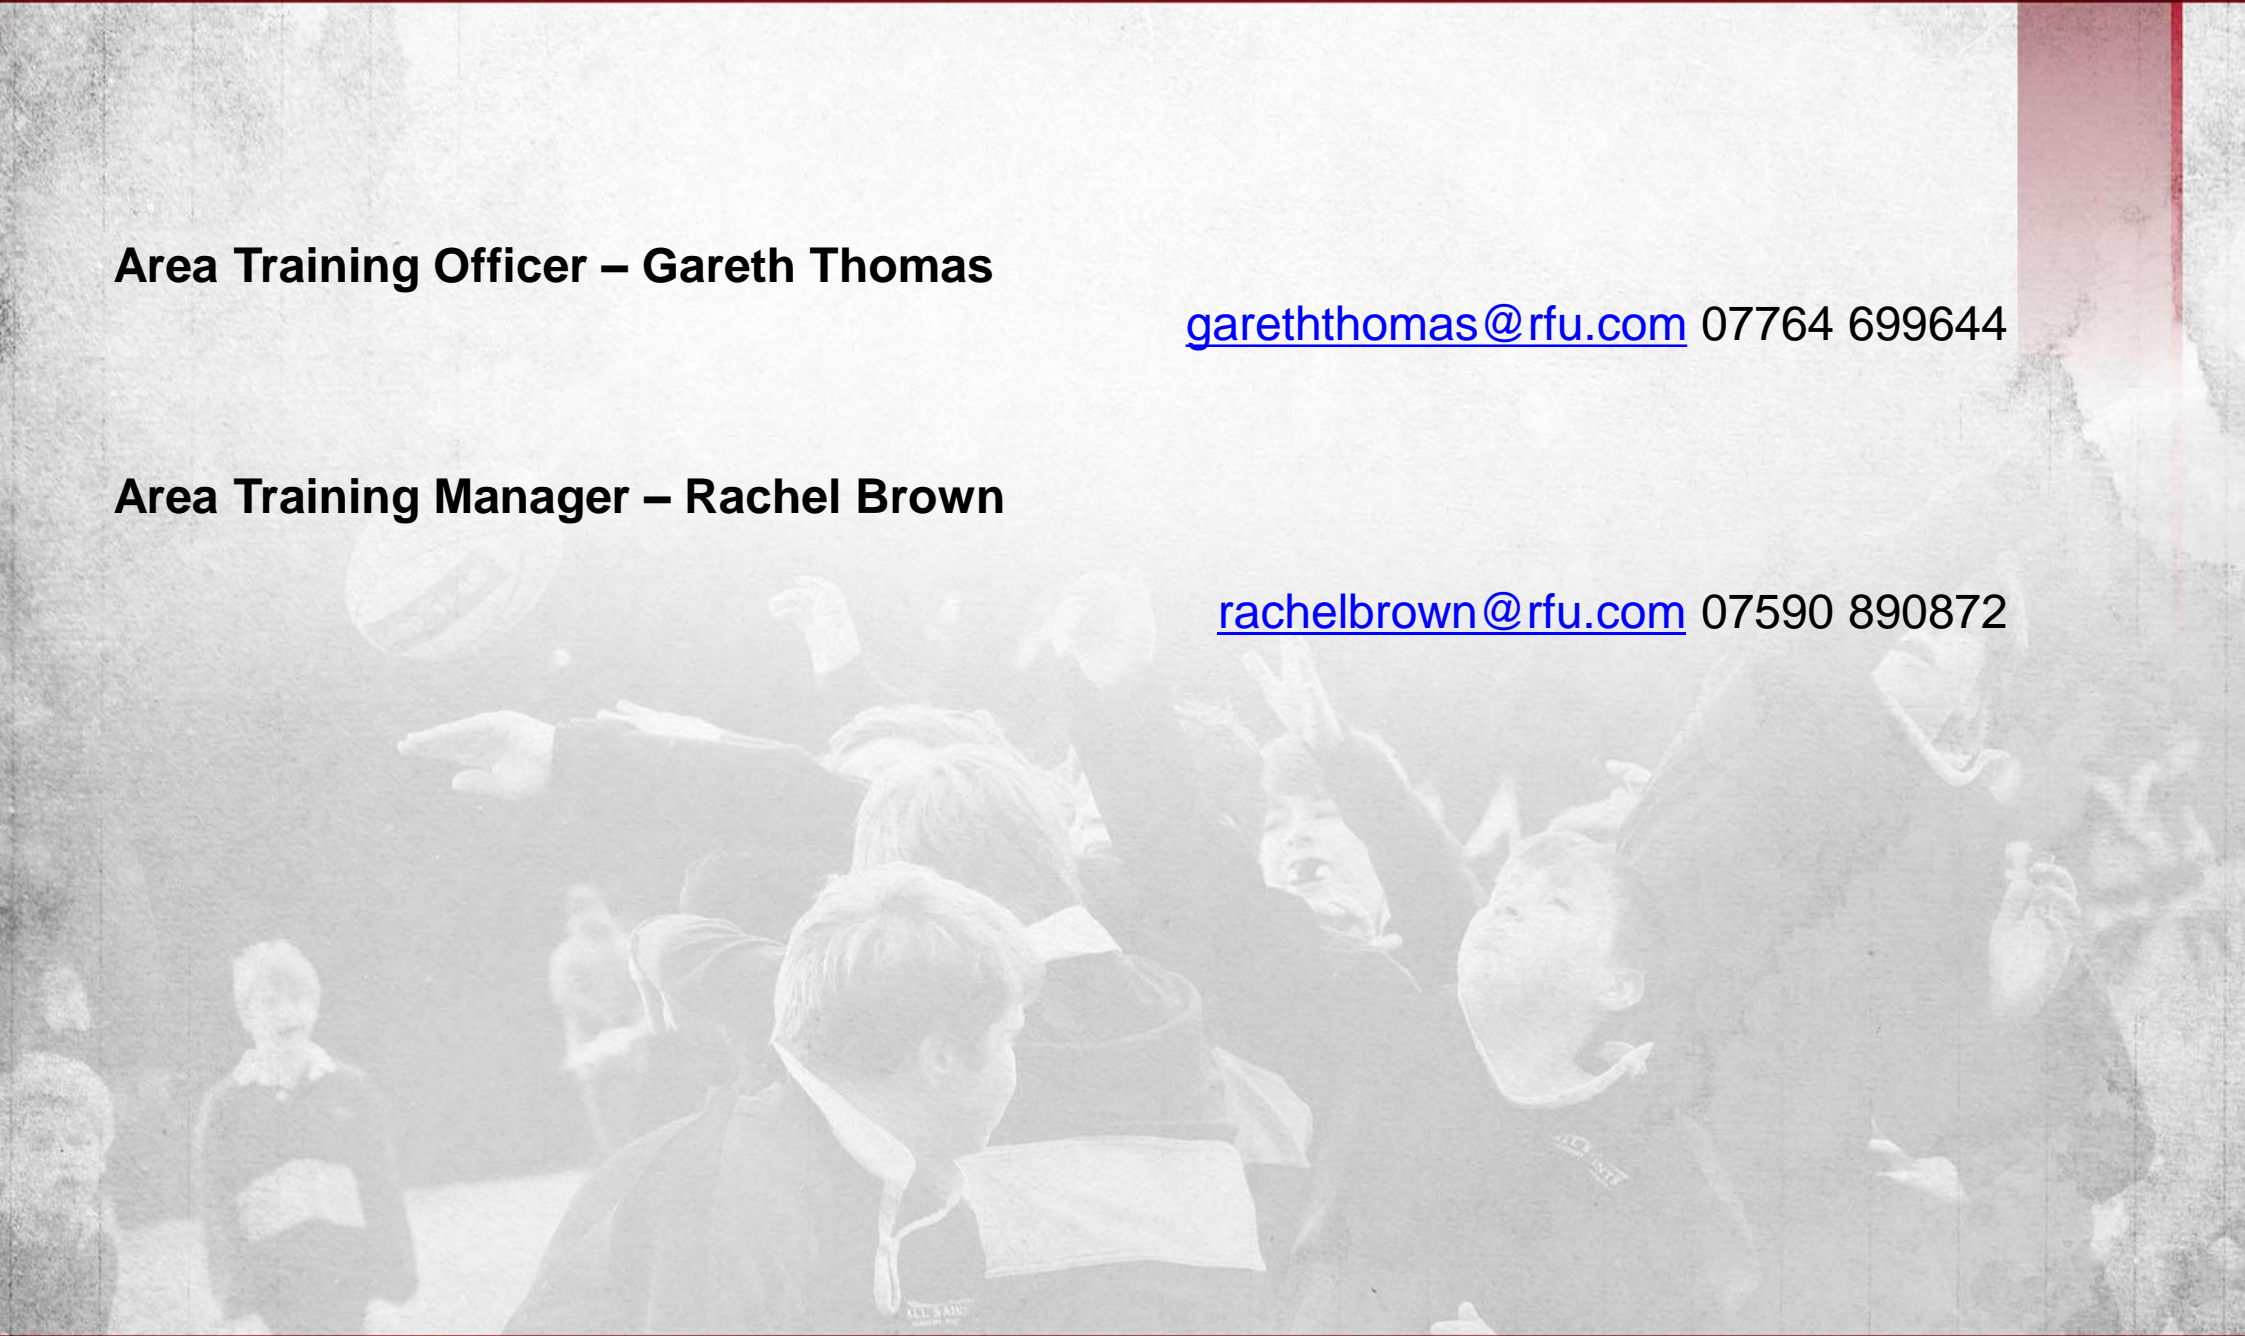 Area Training Officer – Gareth Thomas
gareththomas@rfu.com 07764 699644
Area Training Manager – Rachel Brown
rachelbrown@rfu.com 07590 890872